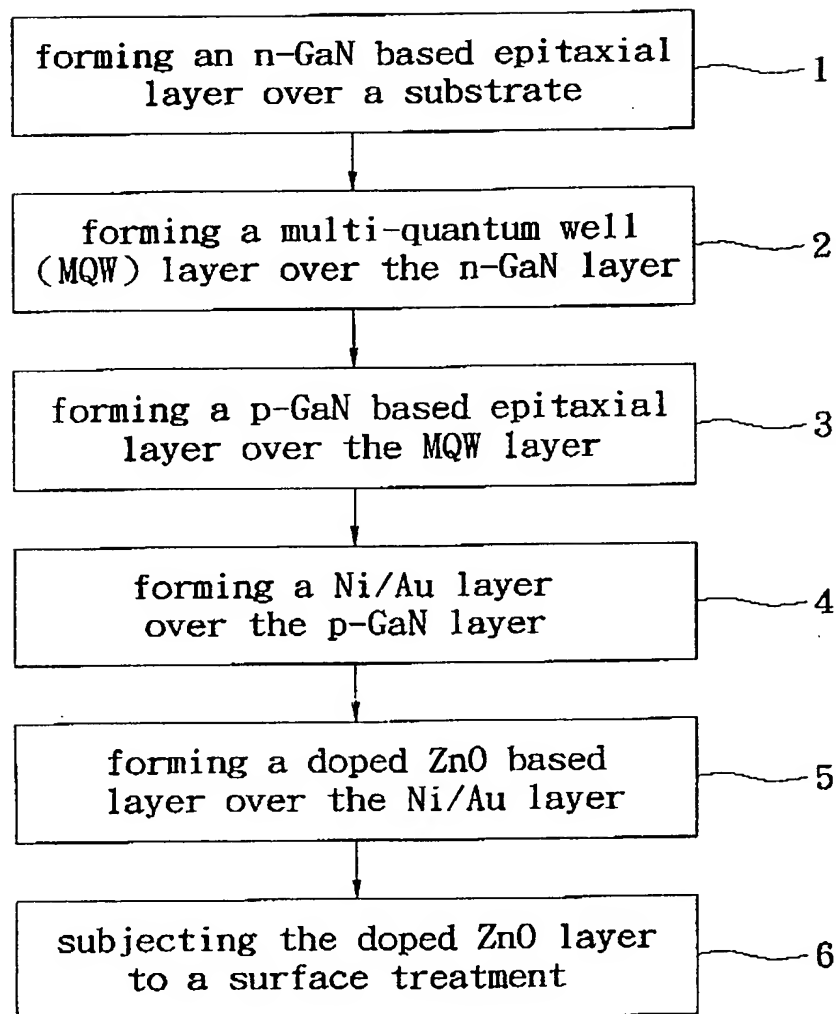 forming an n-GaN based epitaxial
layer over a substrate
1
forming a multi-quantum well
(MQW) layer over the n-GaN layer
2
forming a p-GaN based epitaxial
layer over the MQW layer
3
forming a Ni/Au layer
over the p-GaN layer
4
forming a doped ZnO based
layer over the Ni/Au layer
5
subjecting the doped ZnO layer
to a surface treatment
6